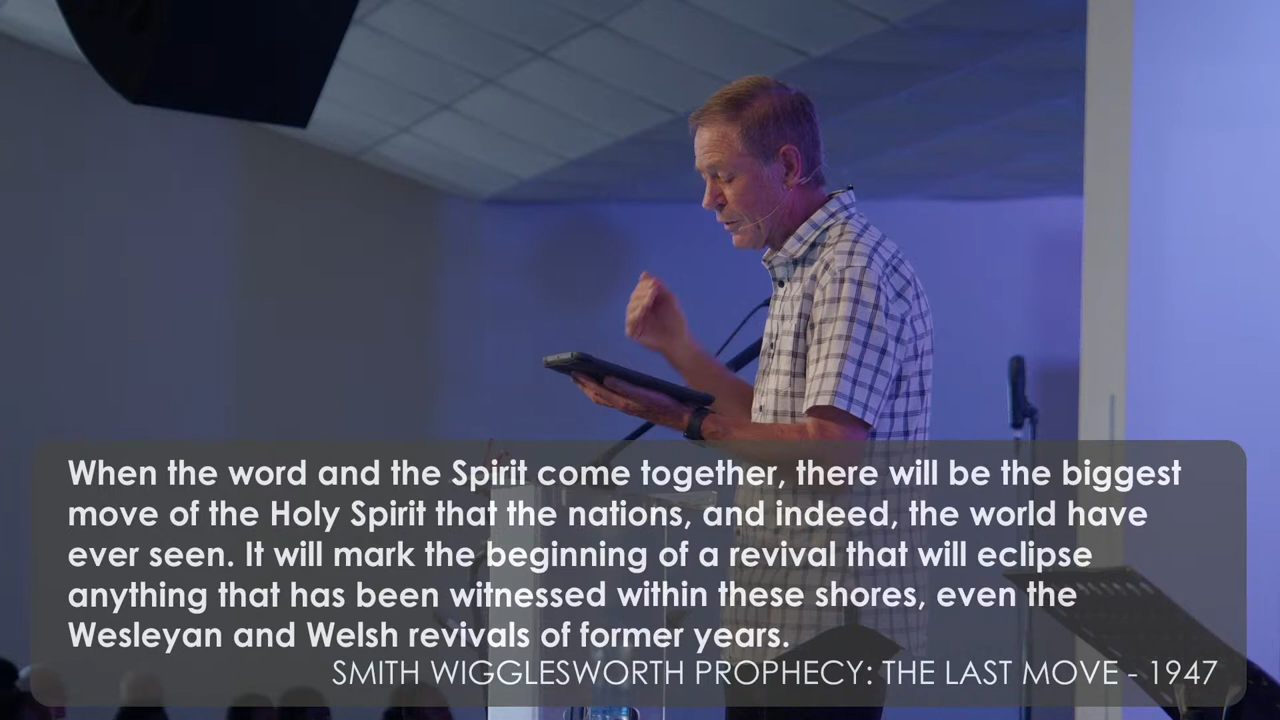 When the word and the Spirit come together, there will be the biggest
move of the Holy Spirit that the nations, and indeed, the world have
ever seen. It will mark the beginning of a revival that will eclipse
anything that has been witnessed within these shores, even the
Wesleyan and Welsh revivals of former years.
SMITH WIGGLESWORTH PROPHECY: THE LAST MOVE - 1947